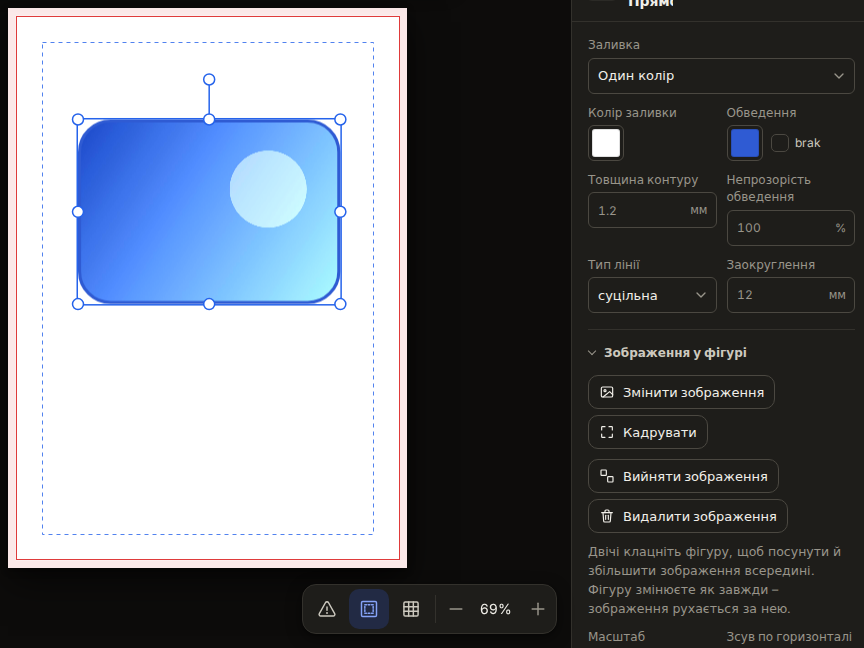 Заливка
Один колір
Колір заливки
Обведення
brak
Товщина контуру
Непрозорість обведення
1.2 мм
100 %
Тип лінії
Заокруглення
суцільна
12 мм
Зображення у фігурі
Змінити зображення
Кадрувати
Вийняти зображення
Видалити зображення
Двічі клацніть фігуру, щоб посунути й
збільшити зображення всередині.
Фігуру змінюєте як завжди –
зображення рухається за нею.
Масштаб
Зсув по горизонталі
69%